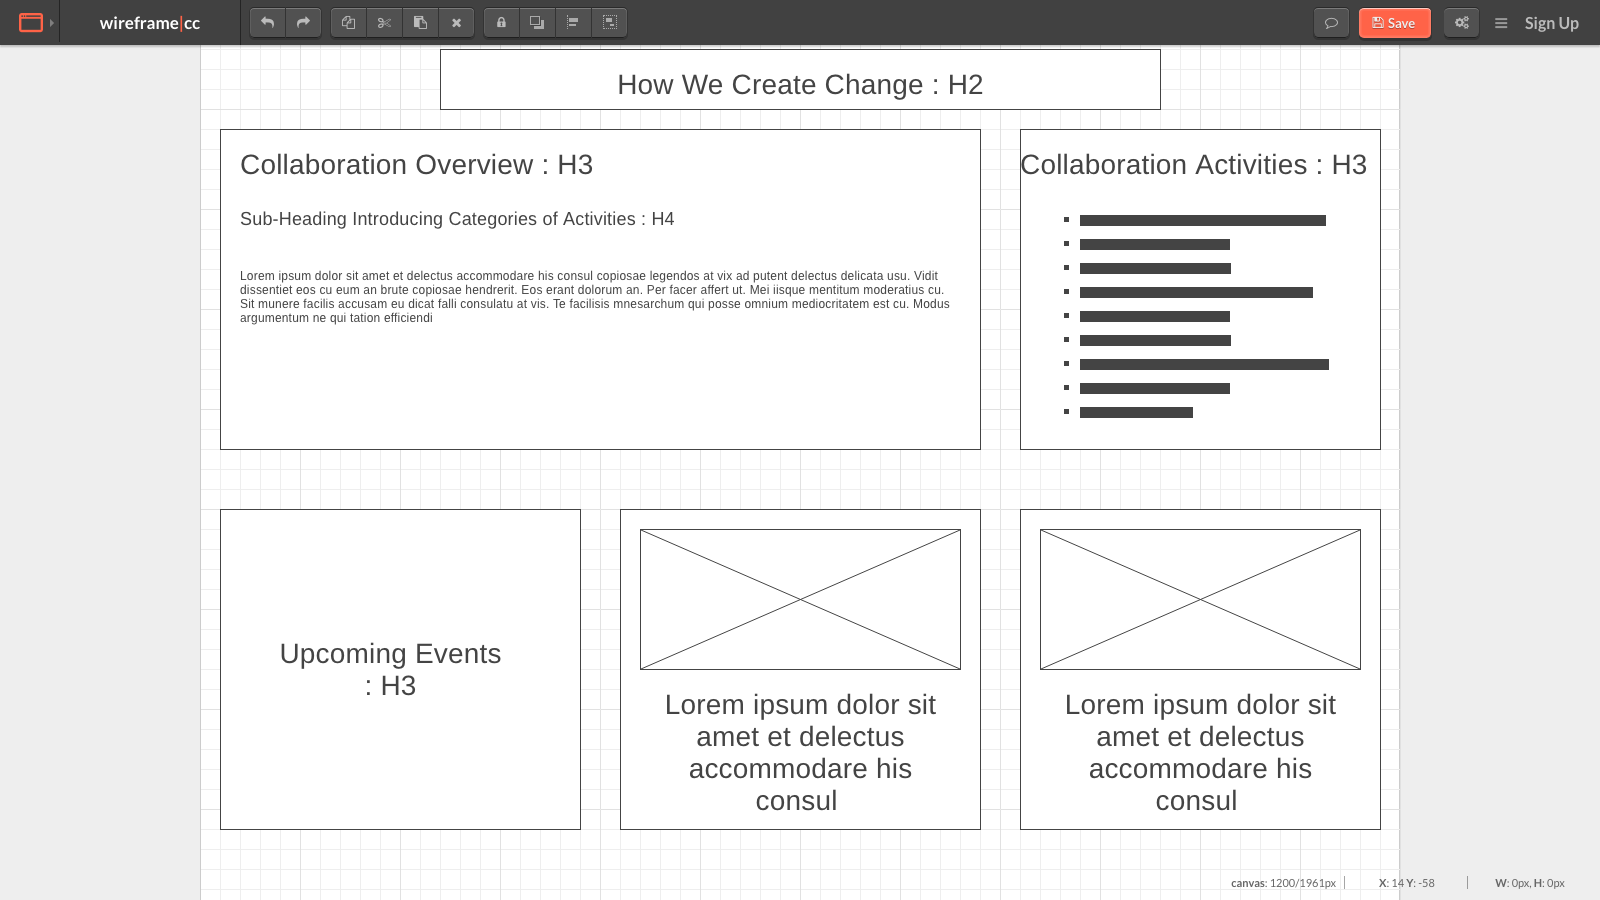 wireframe|cc
Save
Sign Up
How We Create Change : H2
Collaboration Overview : H3
Sub-Heading Introducing Categories of Activities : H4
Lorem ipsum dolor sit amet et delectus accommodare his consul copiosae legendos at vix ad putent delectus delicata usu. Vidit
dissentiet eos cu eum an brute copiosae hendrerit. Eos erant dolorum an. Per facer affert ut. Mei iisque mentitum moderatius cu.
Sit munere facilis accusam eu dicat falli consulatu at vis. Te facilisis mnesarchum qui posse omnium mediocritatem est cu. Modus
argumentum ne qui tation efficiendi
Collaboration Activities : H3
Upcoming Events
: H3
Lorem ipsum dolor sit
amet et delectus
accommodare his
consul
Lorem ipsum dolor sit
amet et delectus
accommodare his
consul
canvas: 1200/1961px
X: 14 Y: -58
W: 0px, H: 0px